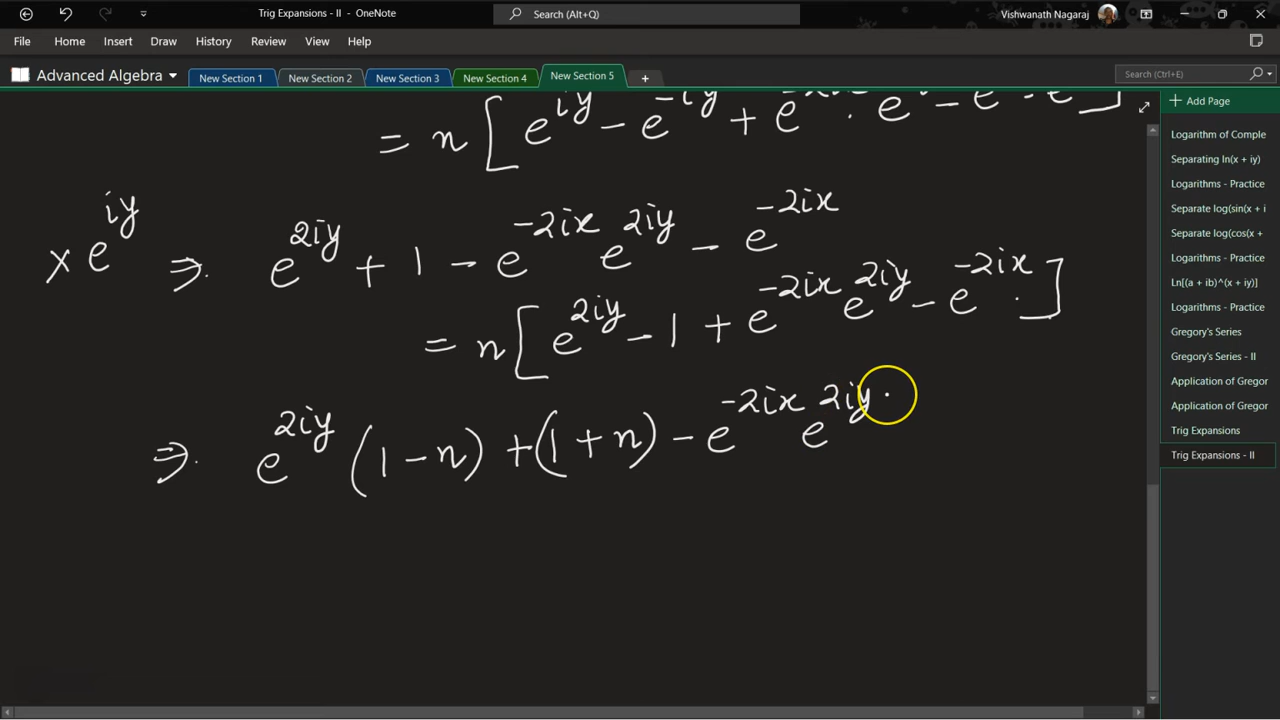 Trig Expansions - II - OneNote
Search (Alt+Q)
Vishwanath Nagaraj
File Home Insert Draw History Review View Help
Advanced Algebra
New Section 1 New Section 2 New Section 3 New Section 4 New Section 5 +
Search (Ctrl+E)
Add Page
Logarithm of Comple
Separating ln(x + iy)
Logarithms - Practice
Separate log(sin(x + i
Separate log(cos(x +
Logarithms - Practice
Ln[(a + ib)^(x + iy)]
Logarithms - Practice
Gregory's Series
Gregory's Series - II
Application of Gregor
Application of Gregor
Trig Expansions
Trig Expansions - II
= n [ e^{iy} - e^{-iy} +
× e^{iy} ⇒ e^{2iy} + 1 - e^{-2ix} e^{2iy} - e^{-2ix}
= n [ e^{2iy} - 1 + e^{-2ix} e^{2iy} - e^{-2ix} ]
⇒ e^{2iy} (1 - n) + (1 + n) - e^{-2ix} e^{2iy}